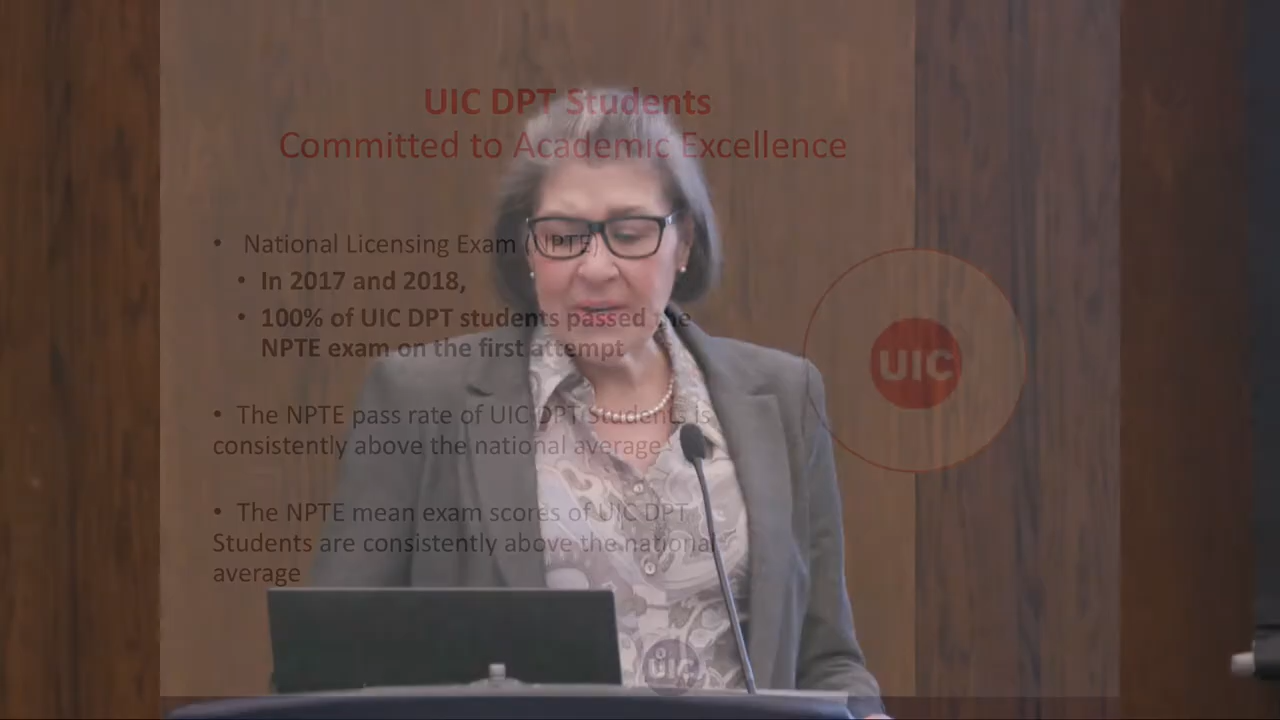 UIC DPT Students
Committed to Academic Excellence
• National Licensing Exam (NPTE)
• In 2017 and 2018,
• 100% of UIC DPT students passed the
NPTE exam on the first attempt
UIC
• The NPTE pass rate of UIC DPT Students is
consistently above the national average
• The NPTE mean exam scores of UIC DPT
Students are consistently above the national
average
UIC